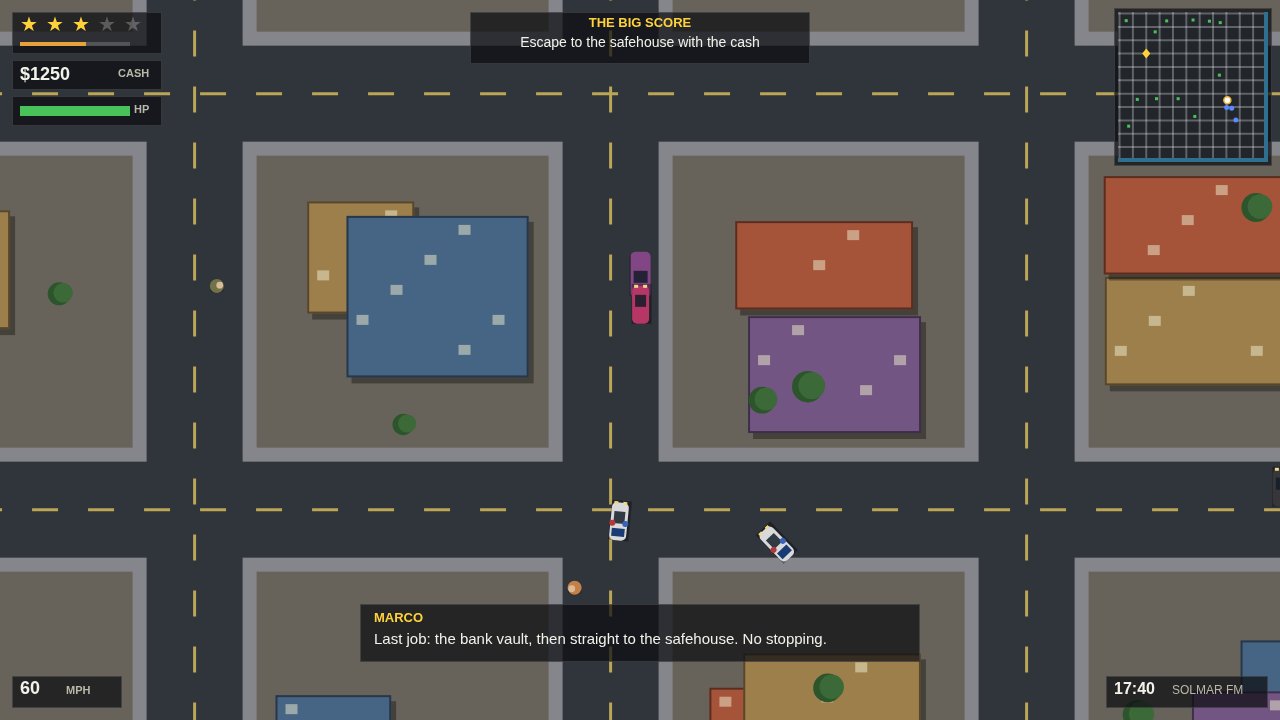 THE BIG SCORE
Escape to the safehouse with the cash
$1250 CASH
HP
MARCO
Last job: the bank vault, then straight to the safehouse. No stopping.
60 MPH
17:40 SOLMAR FM